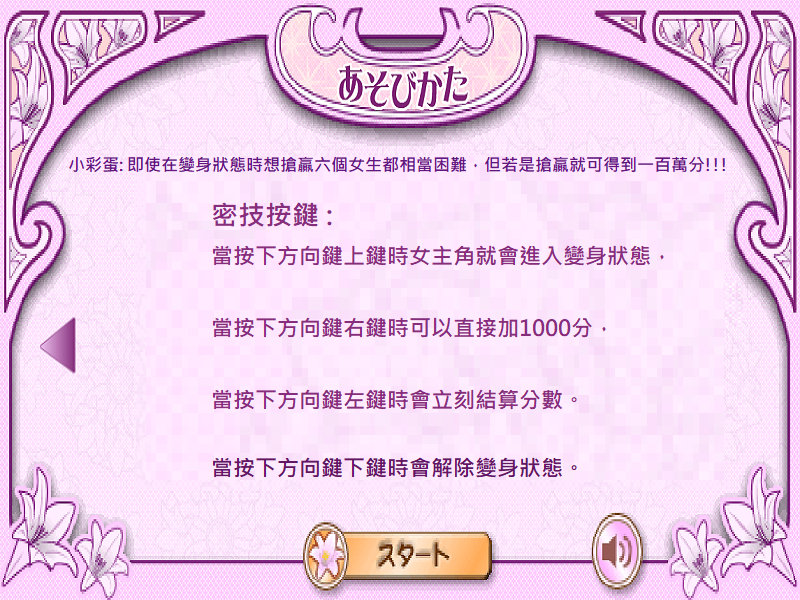 あそびかた
小彩蛋: 即使在變身狀態時想搶贏六個女生都相當困難，但若是搶贏就可得到一百萬分!!!
密技按鍵 :
當按下方向鍵上鍵時女主角就會進入變身狀態，
當按下方向鍵右鍵時可以直接加1000分，
當按下方向鍵左鍵時會立刻結算分數。
當按下方向鍵下鍵時會解除變身狀態。
スタート